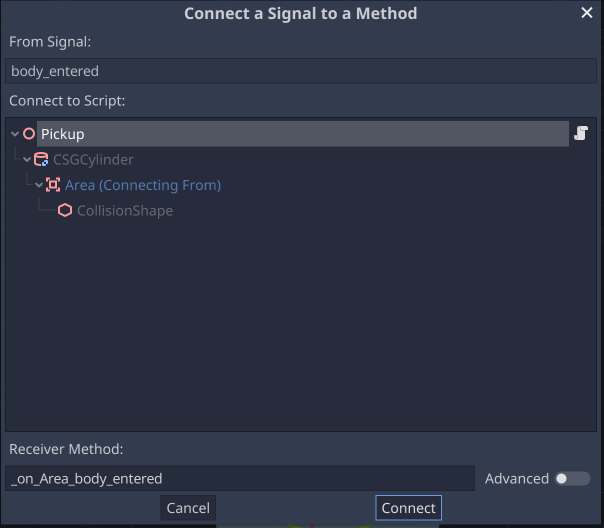 Connect a Signal to a Method
From Signal:
body_entered
Connect to Script:
Pickup
CSGCylinder
Area (Connecting From)
CollisionShape
Receiver Method:
_on_Area_body_entered
Advanced
Cancel
Connect